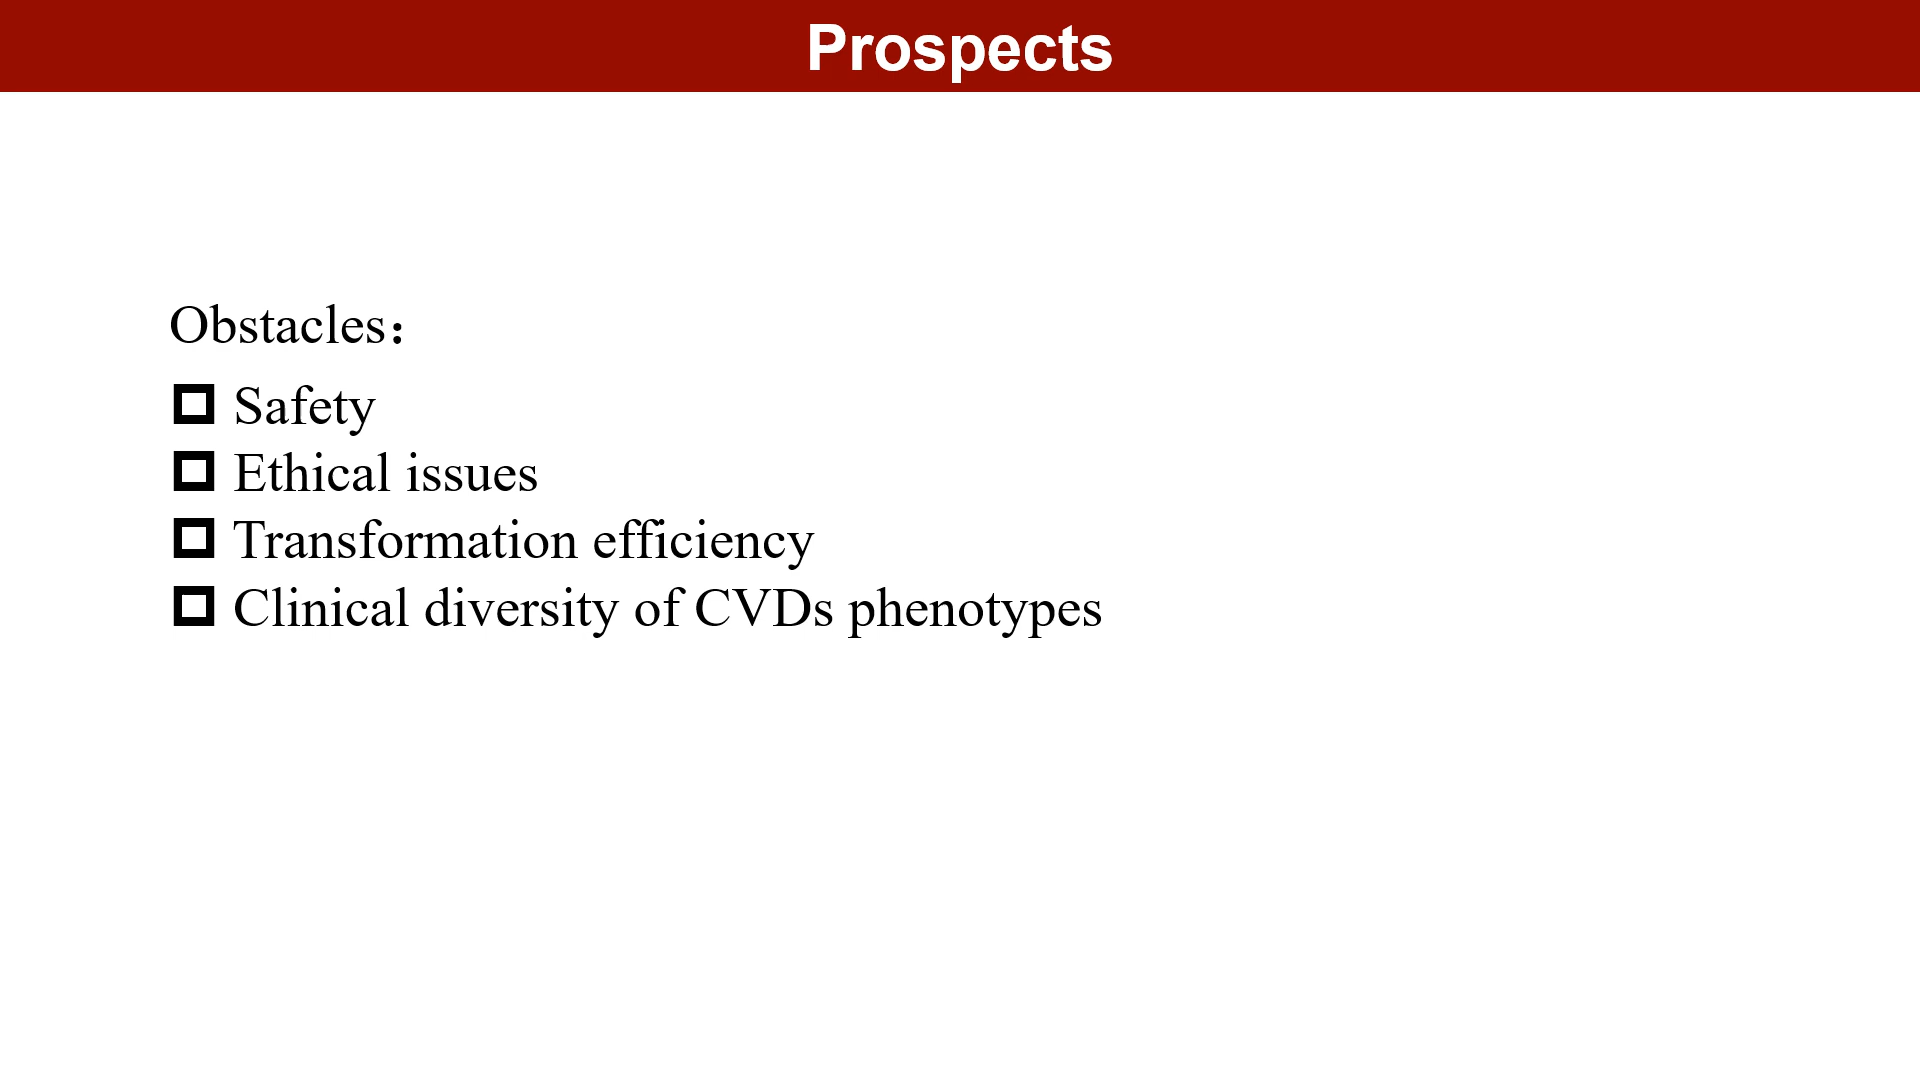 Prospects
Obstacles：
Safety
Ethical issues
Transformation efficiency
Clinical diversity of CVDs phenotypes